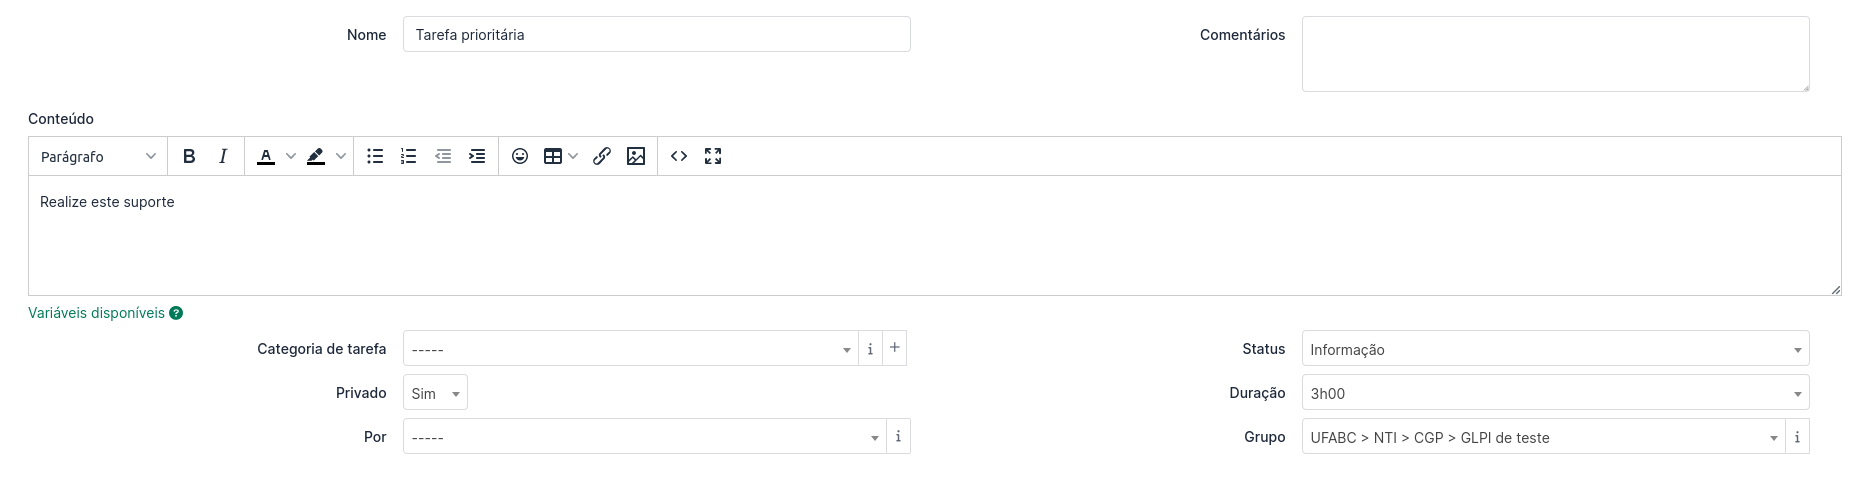 Nome Tarefa prioritária Comentários
Conteúdo
Parágrafo B I A
Realize este suporte
Variáveis disponíveis ?
Categoria de tarefa ----- i + Status Informação
Privado Sim Duração 3h00
Por ----- i Grupo UFABC > NTI > CGP > GLPI de teste i